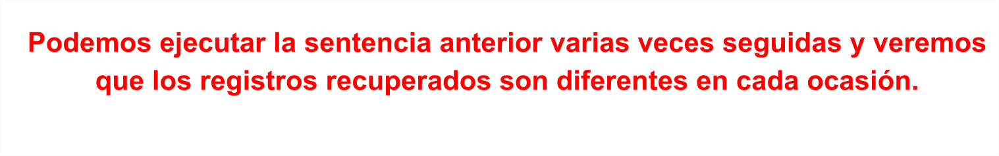 Podemos ejecutar la sentencia anterior varias veces seguidas y veremos
que los registros recuperados son diferentes en cada ocasión.